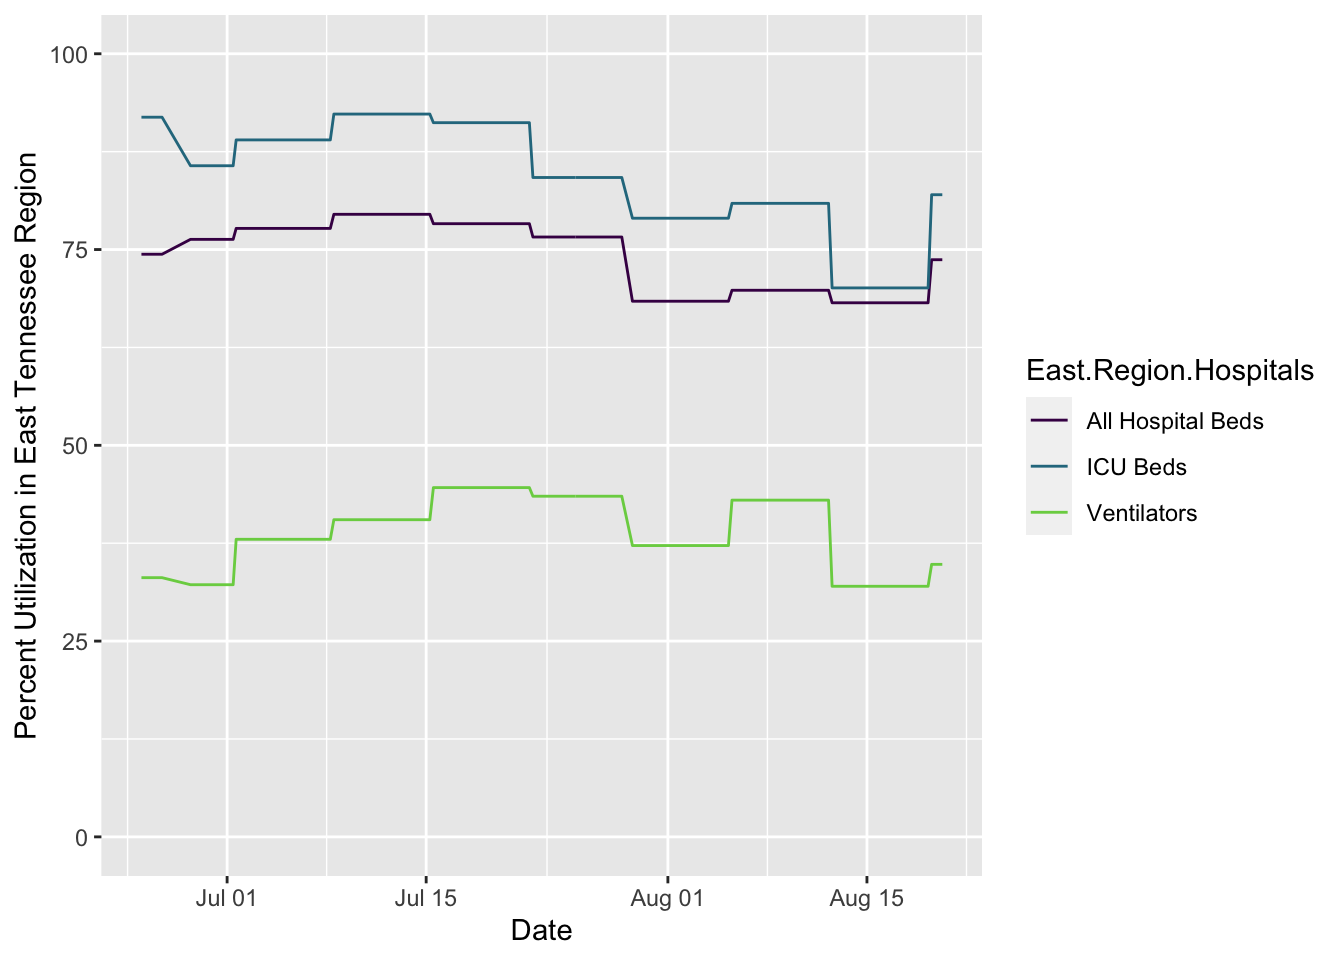 Percent Utilization in East Tennessee Region
100
75
50
25
0
Jul 01
Jul 15
Aug 01
Aug 15
Date
East.Region.Hospitals
All Hospital Beds
ICU Beds
Ventilators